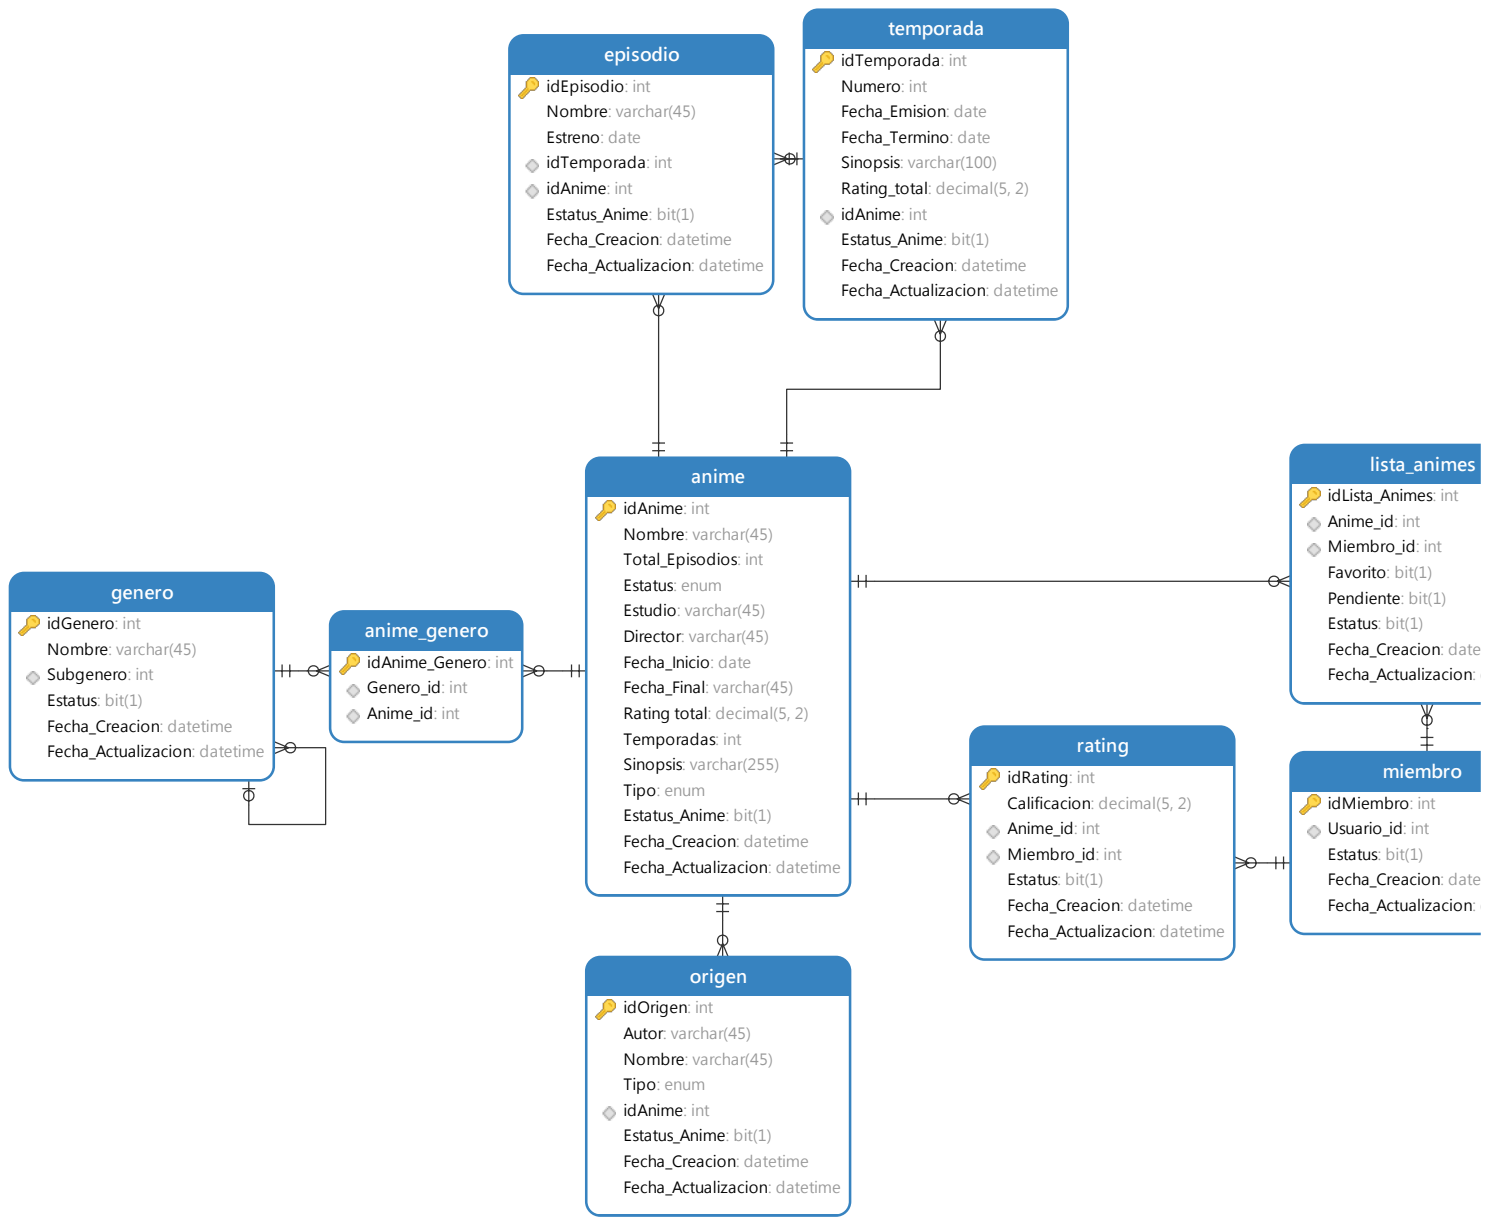 episodio
idEpisodio: int
Nombre: varchar(45)
Estreno: date
idTemporada: int
idAnime: int
Estatus_Anime: bit(1)
Fecha_Creacion: datetime
Fecha_Actualizacion: datetime
temporada
idTemporada: int
Numero: int
Fecha_Emision: date
Fecha_Termino: date
Sinopsis: varchar(100)
Rating_total: decimal(5, 2)
idAnime: int
Estatus_Anime: bit(1)
Fecha_Creacion: datetime
Fecha_Actualizacion: datetime
genero
idGenero: int
Nombre: varchar(45)
Subgenero: int
Estatus: bit(1)
Fecha_Creacion: datetime
Fecha_Actualizacion: datetime
anime_genero
idAnime_Genero: int
Genero_id: int
Anime_id: int
anime
idAnime: int
Nombre: varchar(45)
Total_Episodios: int
Estatus: enum
Estudio: varchar(45)
Director: varchar(45)
Fecha_Inicio: date
Fecha_Final: varchar(45)
Rating total: decimal(5, 2)
Temporadas: int
Sinopsis: varchar(255)
Tipo: enum
Estatus_Anime: bit(1)
Fecha_Creacion: datetime
Fecha_Actualizacion: datetime
lista_animes
idLista_Animes: int
Anime_id: int
Miembro_id: int
Favorito: bit(1)
Pendiente: bit(1)
Estatus: bit(1)
Fecha_Creacion: date
Fecha_Actualizacion:
rating
idRating: int
Calificacion: decimal(5, 2)
Anime_id: int
Miembro_id: int
Estatus: bit(1)
Fecha_Creacion: datetime
Fecha_Actualizacion: datetime
miembro
idMiembro: int
Usuario_id: int
Estatus: bit(1)
Fecha_Creacion: date
Fecha_Actualizacion:
origen
idOrigen: int
Autor: varchar(45)
Nombre: varchar(45)
Tipo: enum
idAnime: int
Estatus_Anime: bit(1)
Fecha_Creacion: datetime
Fecha_Actualizacion: datetime